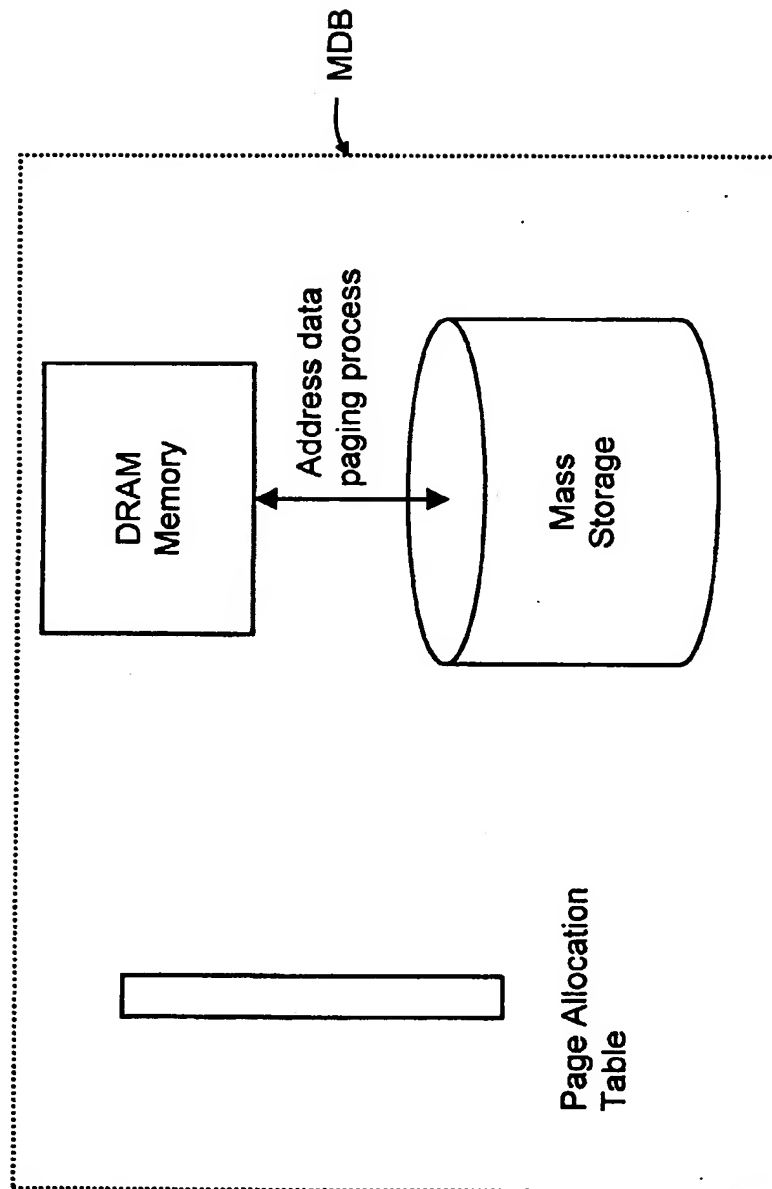 MDB
DRAM
Memory
Address data
paging process
Mass
Storage
Page Allocation
Table